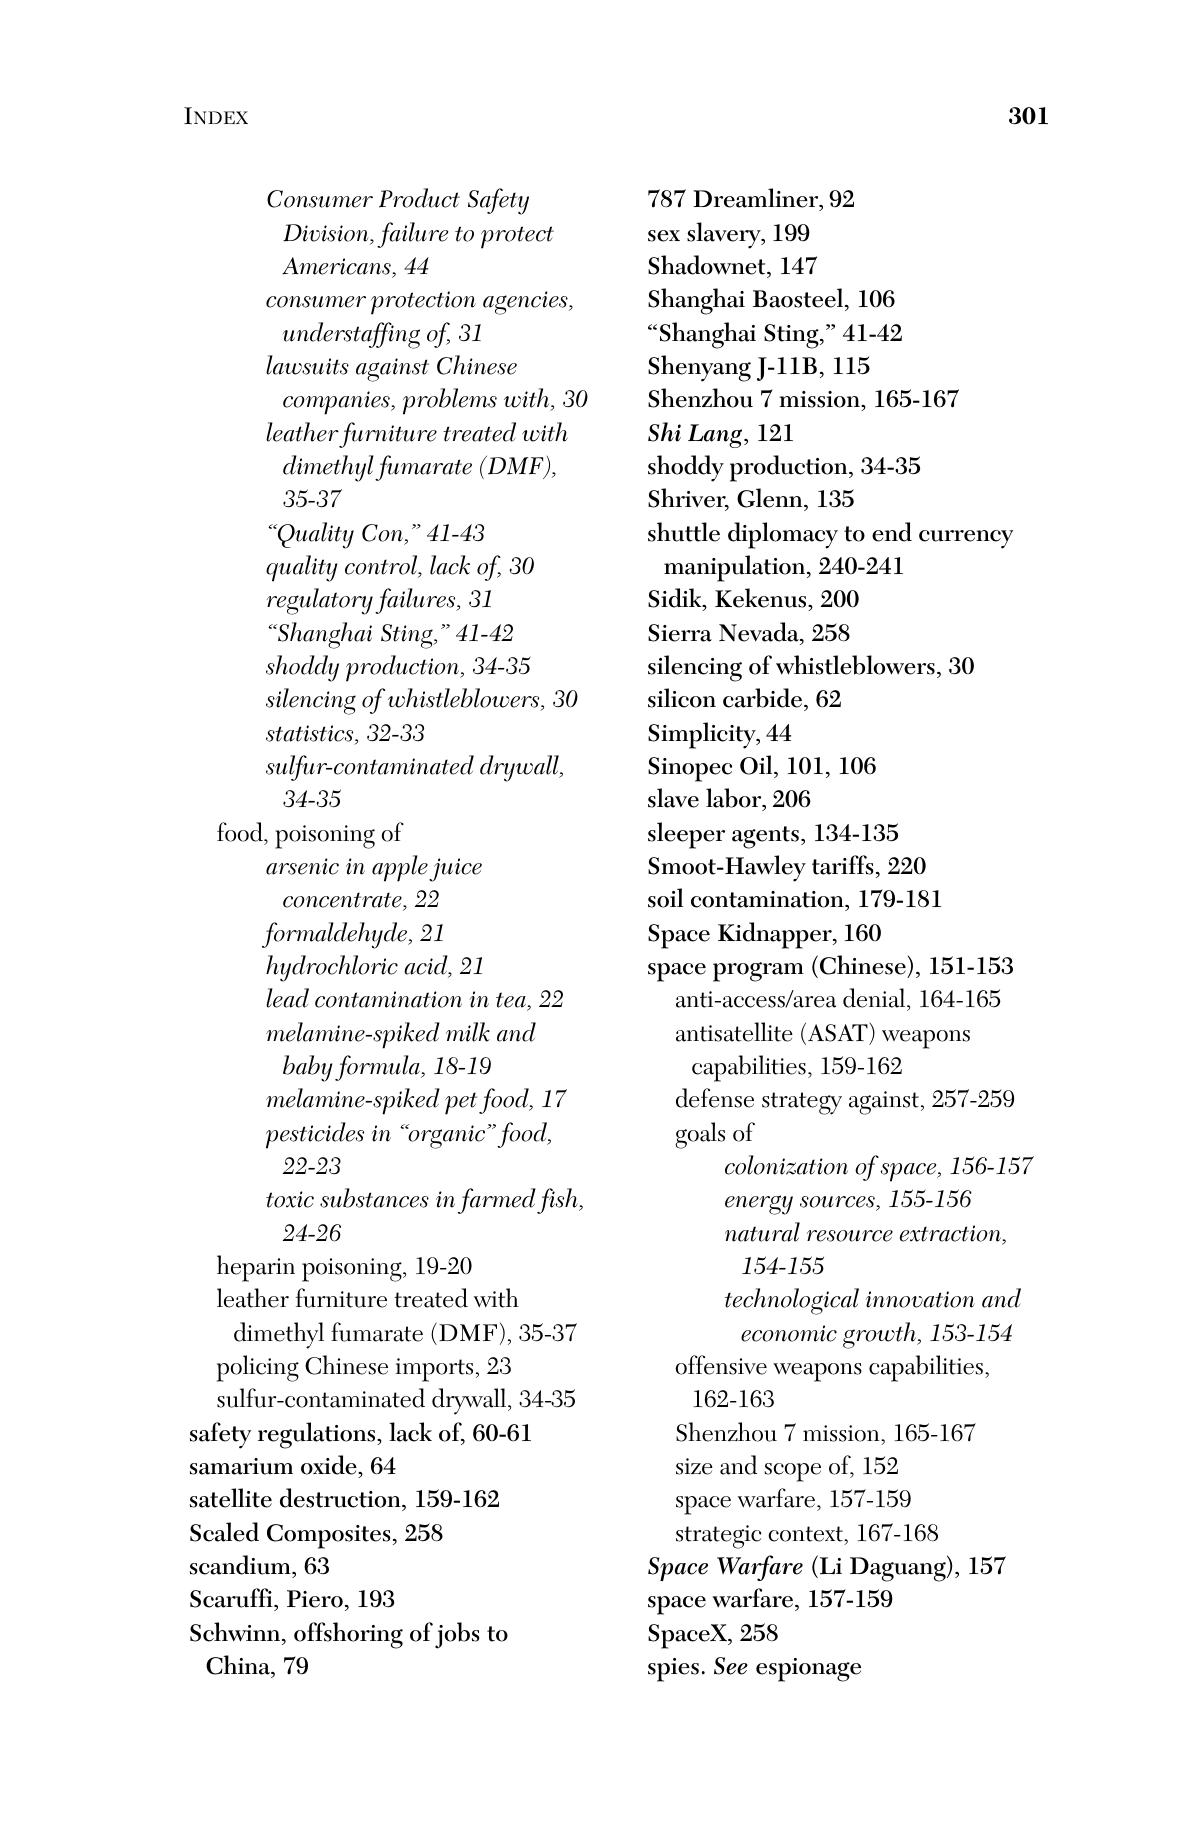 INDEX
301
Consumer Product Safety
Division, failure to protect
Americans, 44
consumer protection agencies,
understaffing of, 31
lawsuits against Chinese
companies, problems with, 30
leather furniture treated with
dimethyl fumarate (DMF),
35-37
“Quality Con,” 41-43
quality control, lack of, 30
regulatory failures, 31
“Shanghai Sting,” 41-42
shoddy production, 34-35
silencing of whistleblowers, 30
statistics, 32-33
sulfur-contaminated drywall,
34-35
food, poisoning of
arsenic in apple juice
concentrate, 22
formaldehyde, 21
hydrochloric acid, 21
lead contamination in tea, 22
melamine-spiked milk and
baby formula, 18-19
melamine-spiked pet food, 17
pesticides in “organic” food,
22-23
toxic substances in farmed fish,
24-26
heparin poisoning, 19-20
leather furniture treated with
dimethyl fumarate (DMF), 35-37
policing Chinese imports, 23
sulfur-contaminated drywall, 34-35
safety regulations, lack of, 60-61
samarium oxide, 64
satellite destruction, 159-162
Scaled Composites, 258
scandium, 63
Scaruffi, Piero, 193
Schwinn, offshoring of jobs to
China, 79
787 Dreamliner, 92
sex slavery, 199
Shadownet, 147
Shanghai Baosteel, 106
“Shanghai Sting,” 41-42
Shenyang J-11B, 115
Shenzhou 7 mission, 165-167
Shi Lang, 121
shoddy production, 34-35
Shriver, Glenn, 135
shuttle diplomacy to end currency
manipulation, 240-241
Sidik, Kekenus, 200
Sierra Nevada, 258
silencing of whistleblowers, 30
silicon carbide, 62
Simplicity, 44
Sinopec Oil, 101, 106
slave labor, 206
sleeper agents, 134-135
Smoot-Hawley tariffs, 220
soil contamination, 179-181
Space Kidnapper, 160
space program (Chinese), 151-153
anti-access/area denial, 164-165
antisatellite (ASAT) weapons
capabilities, 159-162
defense strategy against, 257-259
goals of
colonization of space, 156-157
energy sources, 155-156
natural resource extraction,
154-155
technological innovation and
economic growth, 153-154
offensive weapons capabilities,
162-163
Shenzhou 7 mission, 165-167
size and scope of, 152
space warfare, 157-159
strategic context, 167-168
Space Warfare (Li Daguang), 157
space warfare, 157-159
SpaceX, 258
spies. See espionage